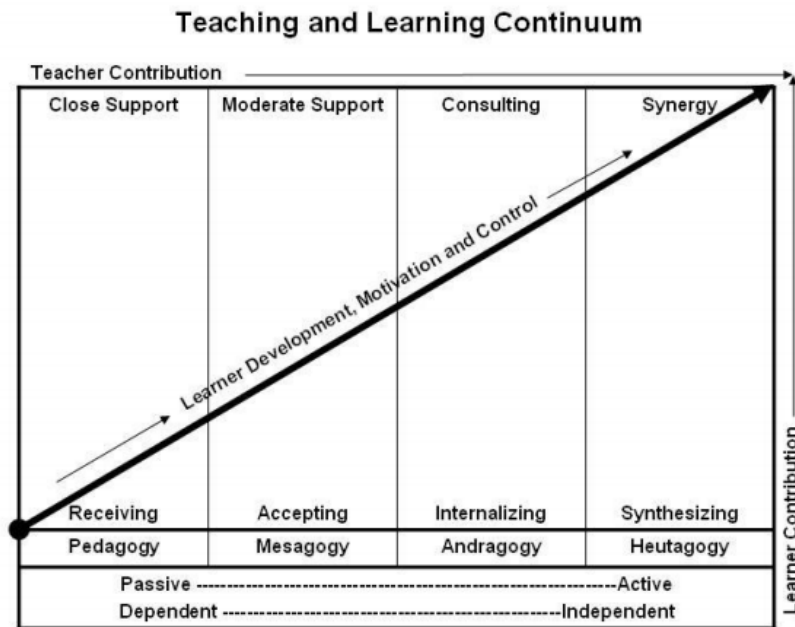 Teaching and Learning Continuum
Teacher Contribution
Close Support
Moderate Support
Consulting
Synergy
Learner Development, Motivation and Control
Receiving
Accepting
Internalizing
Synthesizing
Pedagogy
Mesagogy
Andragogy
Heutagogy
Passive ------------------------------------------------------Active
Dependent ------------------------------------------Independent
Learner Contribution